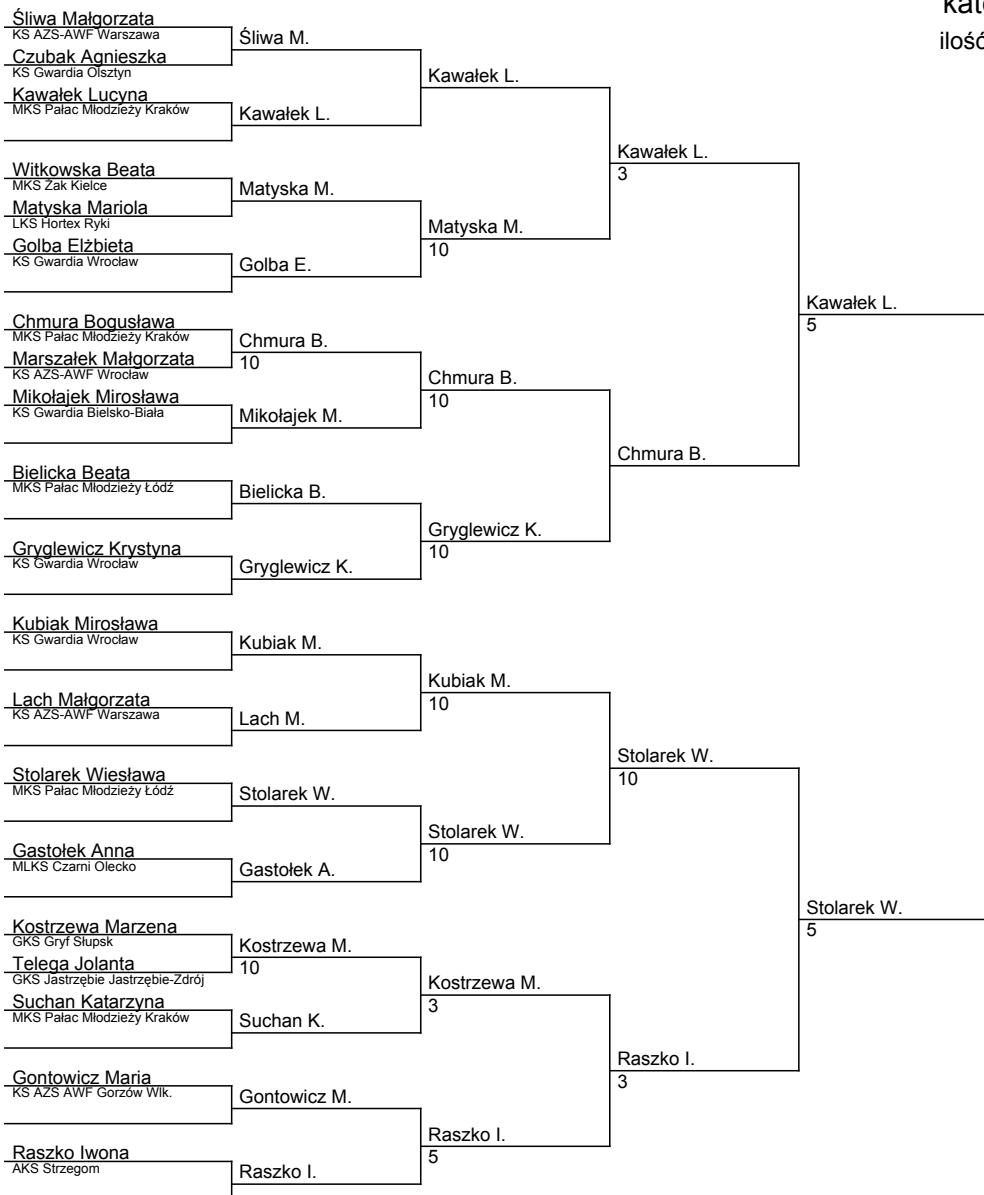 kat
ilość
Śliwa Małgorzata
KS AZS-AWF Warszawa
Śliwa M.
Czubak Agnieszka
KS Gwardia Olsztyn
Kawałek L.
Kawałek Lucyna
MKS Pałac Młodzieży Kraków
Kawałek L.
Kawałek L.
3
Witkowska Beata
MKS Żak Kielce
Matyska M.
Matyska Mariola
LKS Hortex Ryki
Matyska M.
10
Golba Elżbieta
KS Gwardia Wrocław
Golba E.
Kawałek L.
5
Chmura Bogusława
MKS Pałac Młodzieży Kraków
Chmura B.
10
Marszałek Małgorzata
KS AZS-AWF Wrocław
Chmura B.
10
Mikołajek Mirosława
KS Gwardia Bielsko-Biała
Mikołajek M.
Chmura B.
Bielicka Beata
MKS Pałac Młodzieży Łódź
Bielicka B.
Gryglewicz K.
10
Gryglewicz Krystyna
KS Gwardia Wrocław
Gryglewicz K.
Kubiak Mirosława
KS Gwardia Wrocław
Kubiak M.
Kubiak M.
10
Lach Małgorzata
KS AZS-AWF Warszawa
Lach M.
Stolarek W.
10
Stolarek Wiesława
MKS Pałac Młodzieży Łódź
Stolarek W.
Stolarek W.
10
Gastołek Anna
MLKS Czarni Olecko
Gastołek A.
Stolarek W.
5
Kostrzewa Marzena
GKS Gryf Słupsk
Kostrzewa M.
10
Telega Jolanta
GKS Jastrzębie Jastrzębie-Zdrój
Kostrzewa M.
3
Suchan Katarzyna
MKS Pałac Młodzieży Kraków
Suchan K.
Raszko I.
3
Gontowicz Maria
KS AZS AWF Gorzów Wlk.
Gontowicz M.
Raszko I.
5
Raszko Iwona
AKS Strzegom
Raszko I.